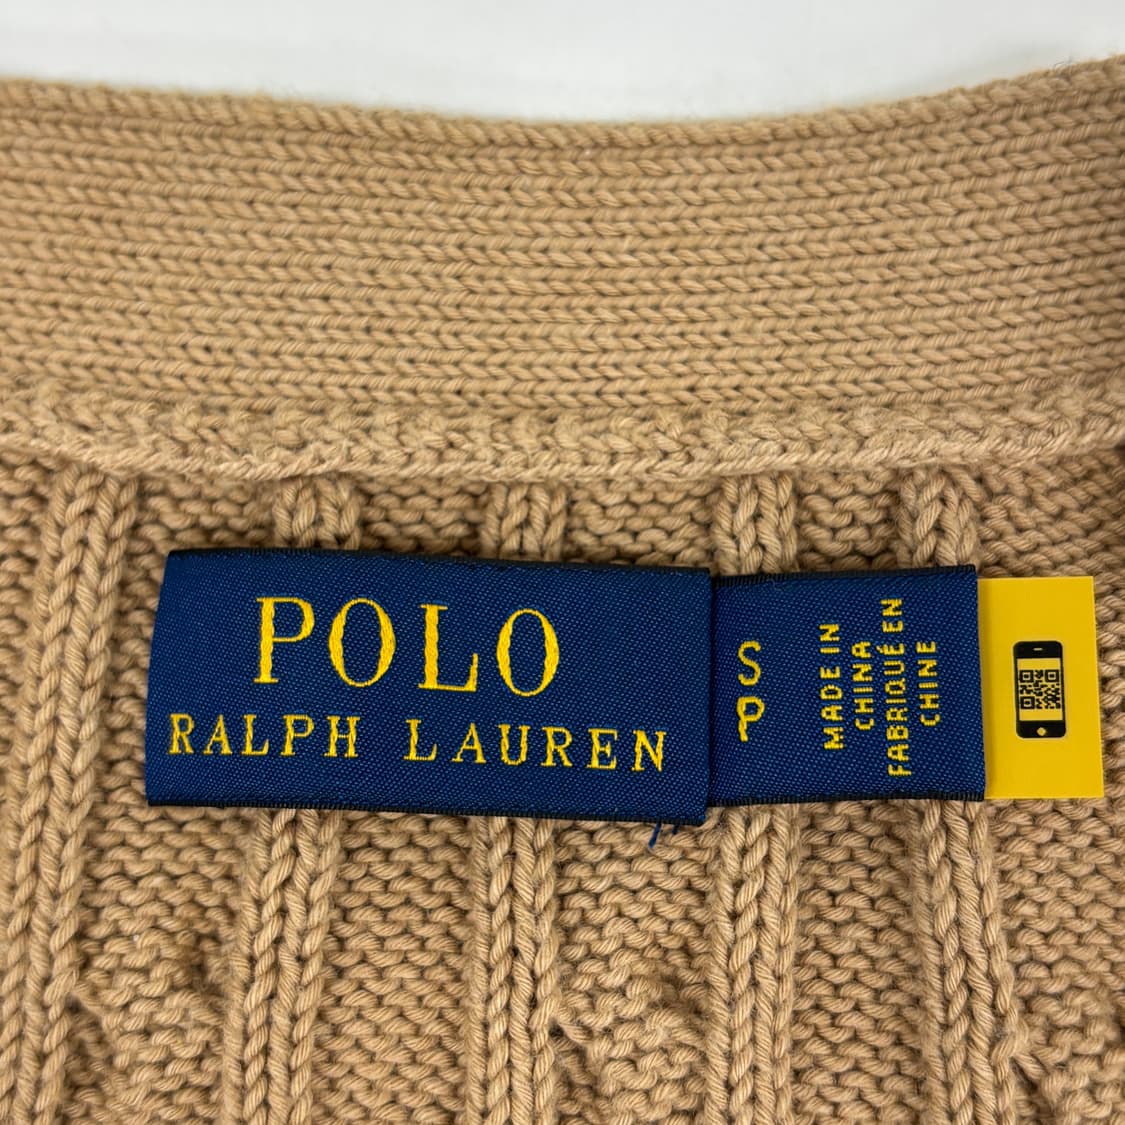 POLO
RALPH LAUREN
S
P
MADE IN
CHINA
FABRIQUÉ EN
CHINE